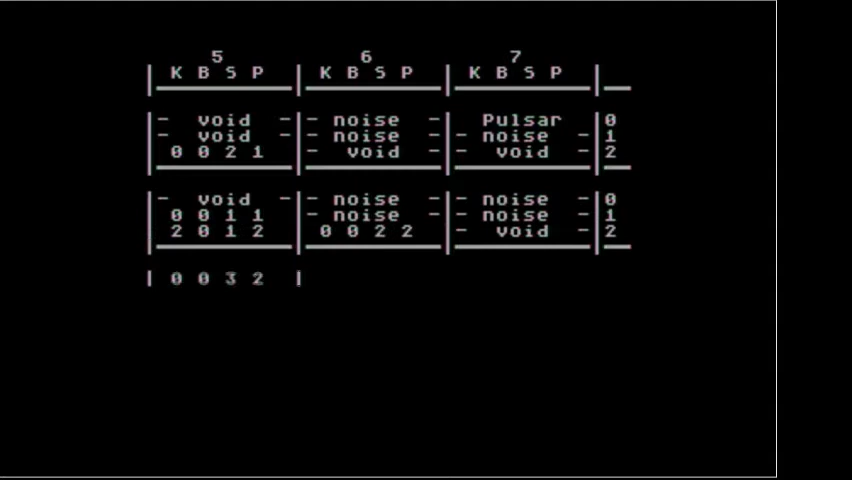 5 6 7
| K B S P | K B S P | K B S P |
|- void -|- noise -| Pulsar |0
|- void -|- noise -|- noise -|1
| 0 0 2 1 |- void -|- void -|2
|- void -|- noise -|- noise -|0
| 0 0 1 1 |- noise -|- noise -|1
| 2 0 1 2 | 0 0 2 2 |- void -|2
| 0 0 3 2 |